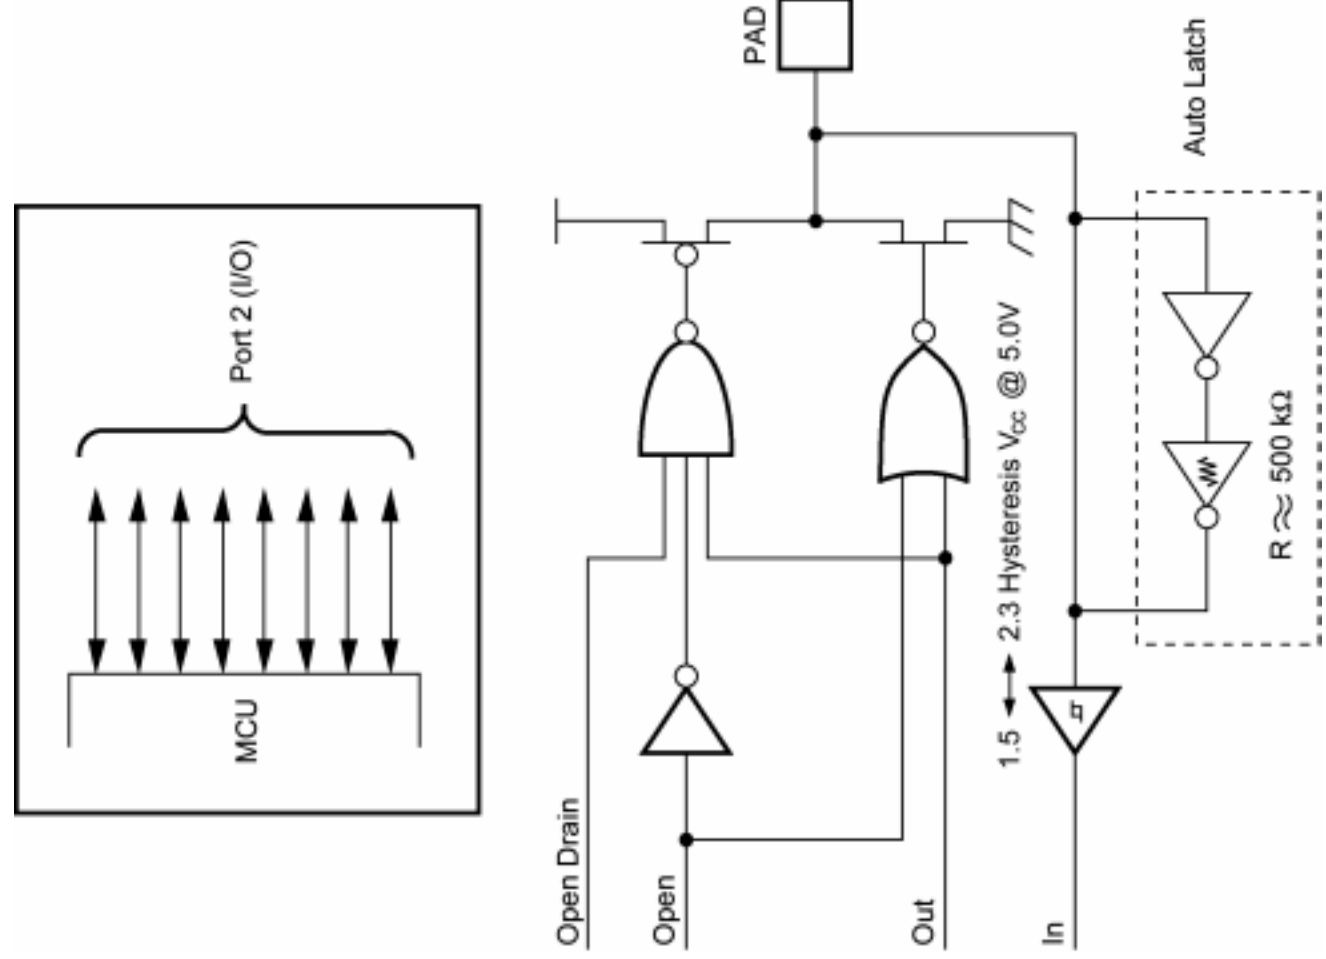 MCU
Port 2 (I/O)
Open Drain
Open
Out
In
PAD
1.5 ↔ 2.3 Hysteresis VCC @ 5.0V
Auto Latch
R ≈ 500 kΩ